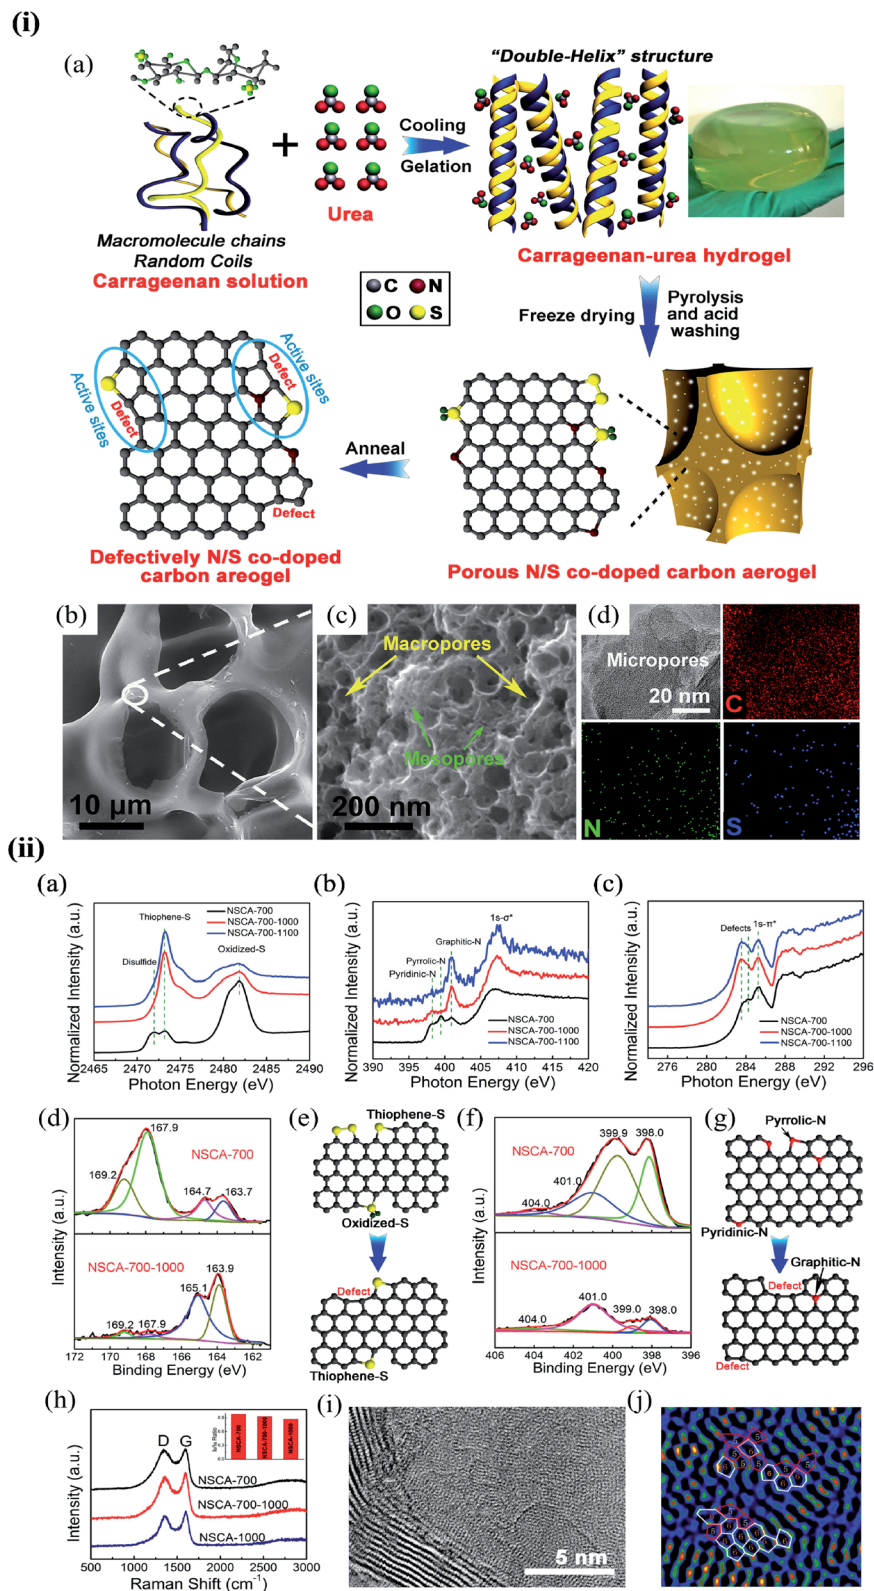 (i)
(a)
"Double-Helix" structure
Cooling
Gelation
Urea
Macromolecule chains
Random Coils
Carrageenan solution
Carrageenan-urea hydrogel
C N
O S
Freeze drying
Pyrolysis
and acid
washing
Active sites
Defect
Active sites
Defect
Anneal
Defect
Defectively N/S co-doped
carbon areogel
Porous N/S co-doped carbon aerogel
(b)
10 μm
(c)
Macropores
Mesopores
200 nm
(d)
Micropores
20 nm
C
N
S
(ii)
(a)
Normalized Intensity (a.u.)
Thiophene-S
Disulfide
Oxidized-S
NSCA-700
NSCA-700-1000
NSCA-700-1100
2465 2470 2475 2480 2485 2490
Photon Energy (eV)
(b)
Normalized Intensity (a.u.)
1s-σ*
Graphitic-N
Pyrrolic-N
Pyridinic-N
NSCA-700
NSCA-700-1000
NSCA-700-1100
390 395 400 405 410 415 420
Photon Energy (eV)
(c)
Normalized Intensity (a.u.)
Defects
1s-π*
NSCA-700
NSCA-700-1000
NSCA-700-1100
276 280 284 288 292 296
Photon Energy (eV)
(d)
Intensity (a.u.)
167.9
NSCA-700
169.2
164.7
163.7
NSCA-700-1000
163.9
165.1
169.2
167.9
172 170 168 166 164 162
Binding Energy (eV)
(e)
Thiophene-S
Oxidized-S
Defect
Thiophene-S
(f)
Intensity (a.u.)
NSCA-700
399.9
398.0
401.0
404.0
NSCA-700-1000
401.0
404.0
399.0
398.0
406 404 402 400 398 396
Binding Energy (eV)
(g)
Pyrrolic-N
Pyridinic-N
Graphitic-N
Defect
Defect
(h)
Intensity (a.u.)
D G
NSCA-700
NSCA-700-1000
NSCA-1000
NSCA-700
NSCA-700-1000
NSCA-1000
500 1000 1500 2000 2500 3000
Raman Shift (cm⁻¹)
(i)
5 nm
(j)